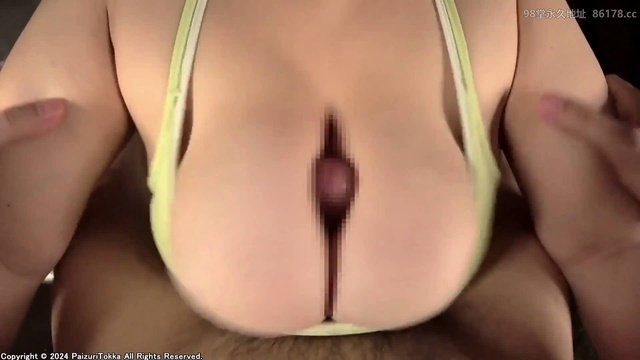 98堂永久地址 86178.cc
Copyright © 2024 PaizuriTokka All Rights Reserved.